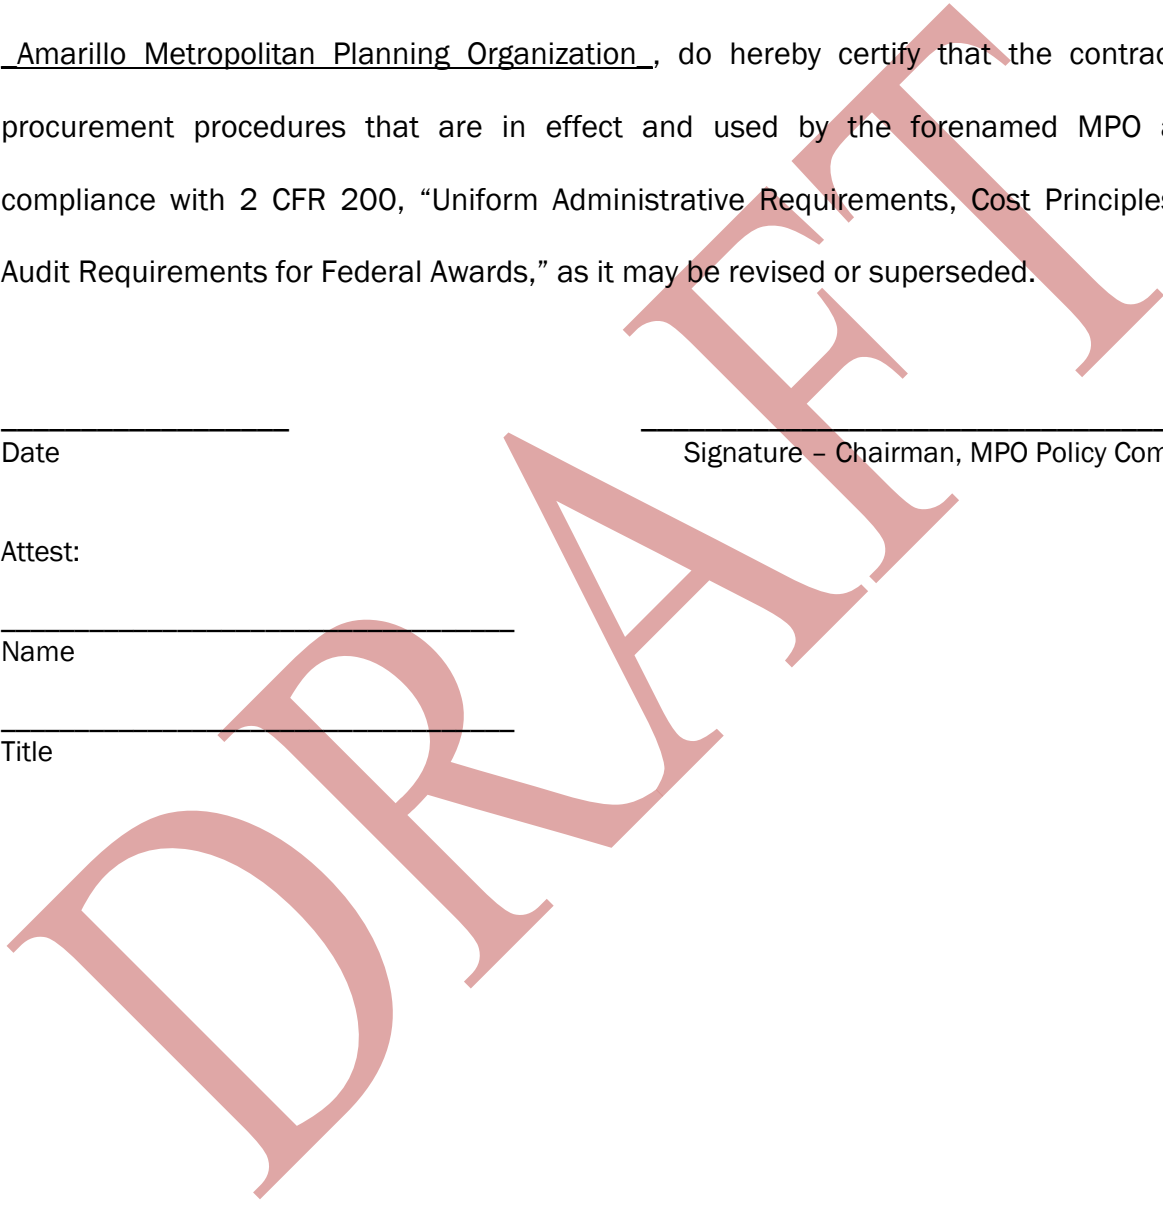 _Amarillo Metropolitan Planning Organization_, do hereby certify that the contrac
procurement procedures that are in effect and used by the forenamed MPO a
compliance with 2 CFR 200, “Uniform Administrative Requirements, Cost Principles
Audit Requirements for Federal Awards,” as it may be revised or superseded.
Date Signature – Chairman, MPO Policy Com
Attest:
Name
Title
DRAFT